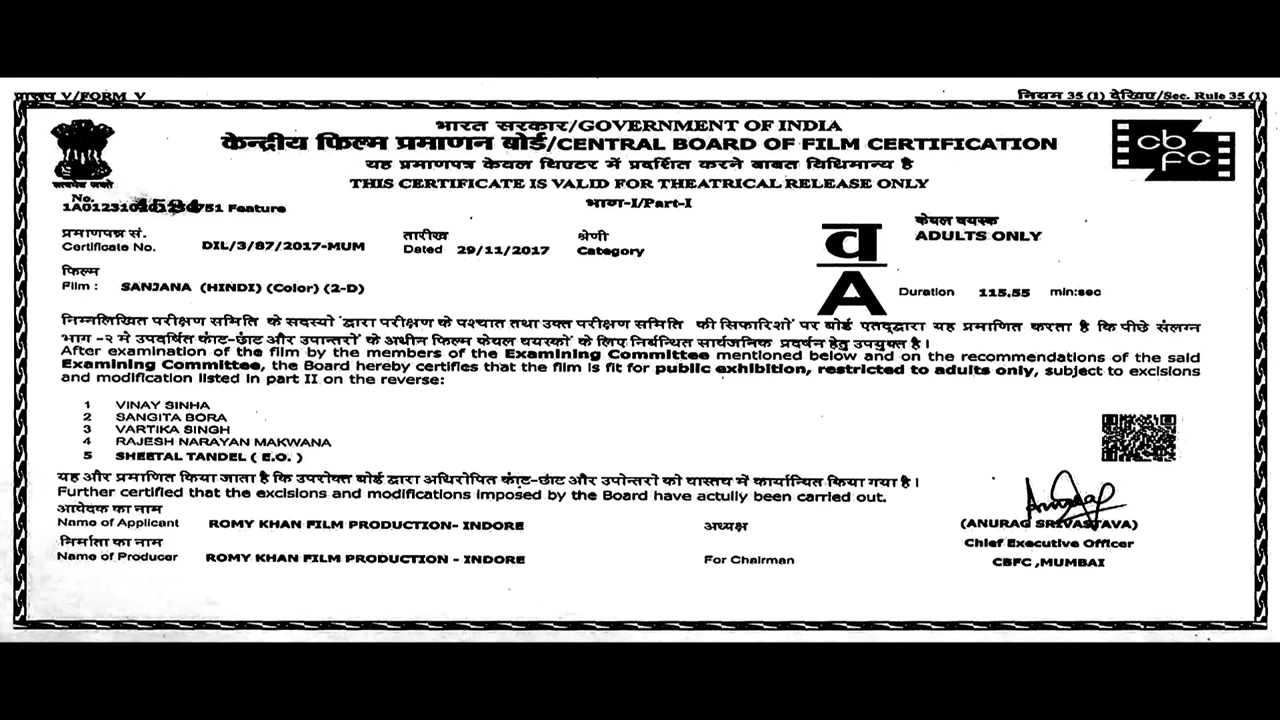 प्रारूप V/FORM V
नियम 35 (1) देखिए/Sec. Rule 35 (1)
भारत सरकार/GOVERNMENT OF INDIA
केन्द्रीय फिल्म प्रमाणन बोर्ड/CENTRAL BOARD OF FILM CERTIFICATION
यह प्रमाणपत्र केवल थिएटर में प्रदर्शित करने बाबत विधिमान्य है
THIS CERTIFICATE IS VALID FOR THEATRICAL RELEASE ONLY
सत्यमेव जयते
cb
fc
No.
Feature
भाग-I/Part-I
प्रमाणपत्र सं.
Certificate No. DIL/3/87/2017-MUM
तारीख
Dated 29/11/2017
श्रेणी
Category
व
A
केवल वयस्क
ADULTS ONLY
फिल्म
Film : SANJANA (HINDI) (Color) (2-D)
Duration 115.55 min:sec
निम्नलिखित परीक्षण समिति के सदस्यों द्वारा परीक्षण के पश्चात तथा उक्त परीक्षण समिति की सिफारिशों पर बोर्ड एतद्द्वारा यह प्रमाणित करता है कि पीछे संलग्न
भाग -२ में उपदर्षित कांट-छांट और उपान्तरों के अधीन फिल्म केवल वयस्कों के लिए निर्बन्धित सार्वजनिक प्रदर्वन हेतु उपयुक्त है।
After examination of the film by the members of the Examining Committee mentioned below and on the recommendations of the said
Examining Committee, the Board hereby certifies that the film is fit for public exhibition, restricted to adults only, subject to excisions
and modification listed in part II on the reverse:
1 VINAY SINHA
2 SANGITA BORA
3 VARTIKA SINGH
4 RAJESH NARAYAN MAKWANA
5 SHEETAL TANDEL ( E.O. )
यह और प्रमाणित किया जाता है कि उपरोक्त बोर्ड द्वारा अधिरोपित कांट-छांट और उपोन्तरों को वास्तव में कार्यान्वित किया गया है।
Further certified that the excisions and modifications imposed by the Board have actully been carried out.
आवेदक का नाम
Name of Applicant ROMY KHAN FILM PRODUCTION- INDORE
अध्यक्ष
(ANURAG SRIVASTAVA)
Chief Executive Officer
निर्माता का नाम
Name of Producer ROMY KHAN FILM PRODUCTION - INDORE
For Chairman
CBFC ,MUMBAI